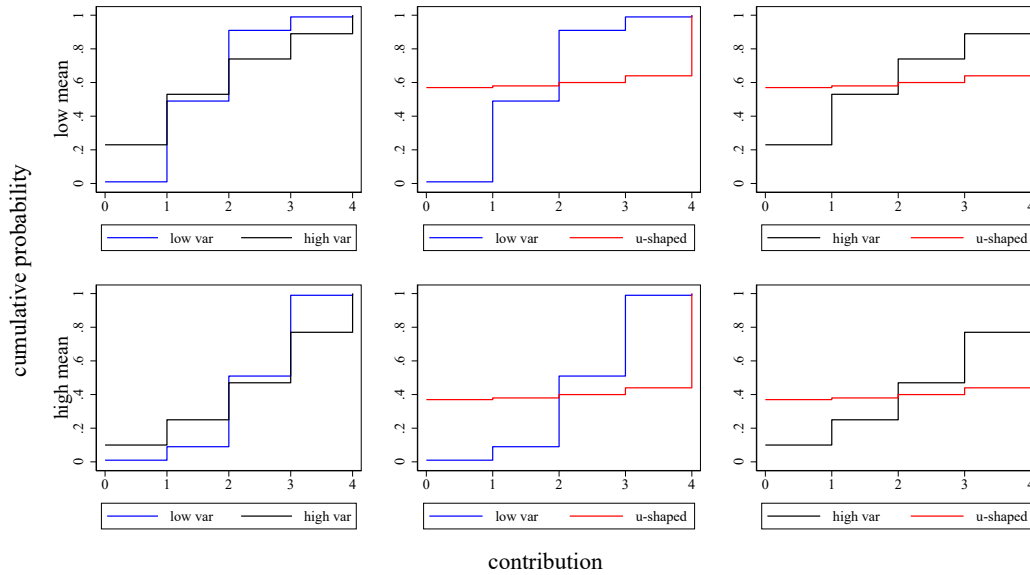 cumulative probability
low mean
1
.8
.6
.4
.2
0
0 1 2 3 4
low var high var
0 1 2 3 4
1
.8
.6
.4
.2
0
low var u-shaped
1
.8
.6
.4
.2
0
0 1 2 3 4
high var u-shaped
high mean
1
.8
.6
.4
.2
0
0 1 2 3 4
low var high var
1
.8
.6
.4
.2
0
0 1 2 3 4
low var u-shaped
1
.8
.6
.4
.2
0
0 1 2 3 4
high var u-shaped
contribution